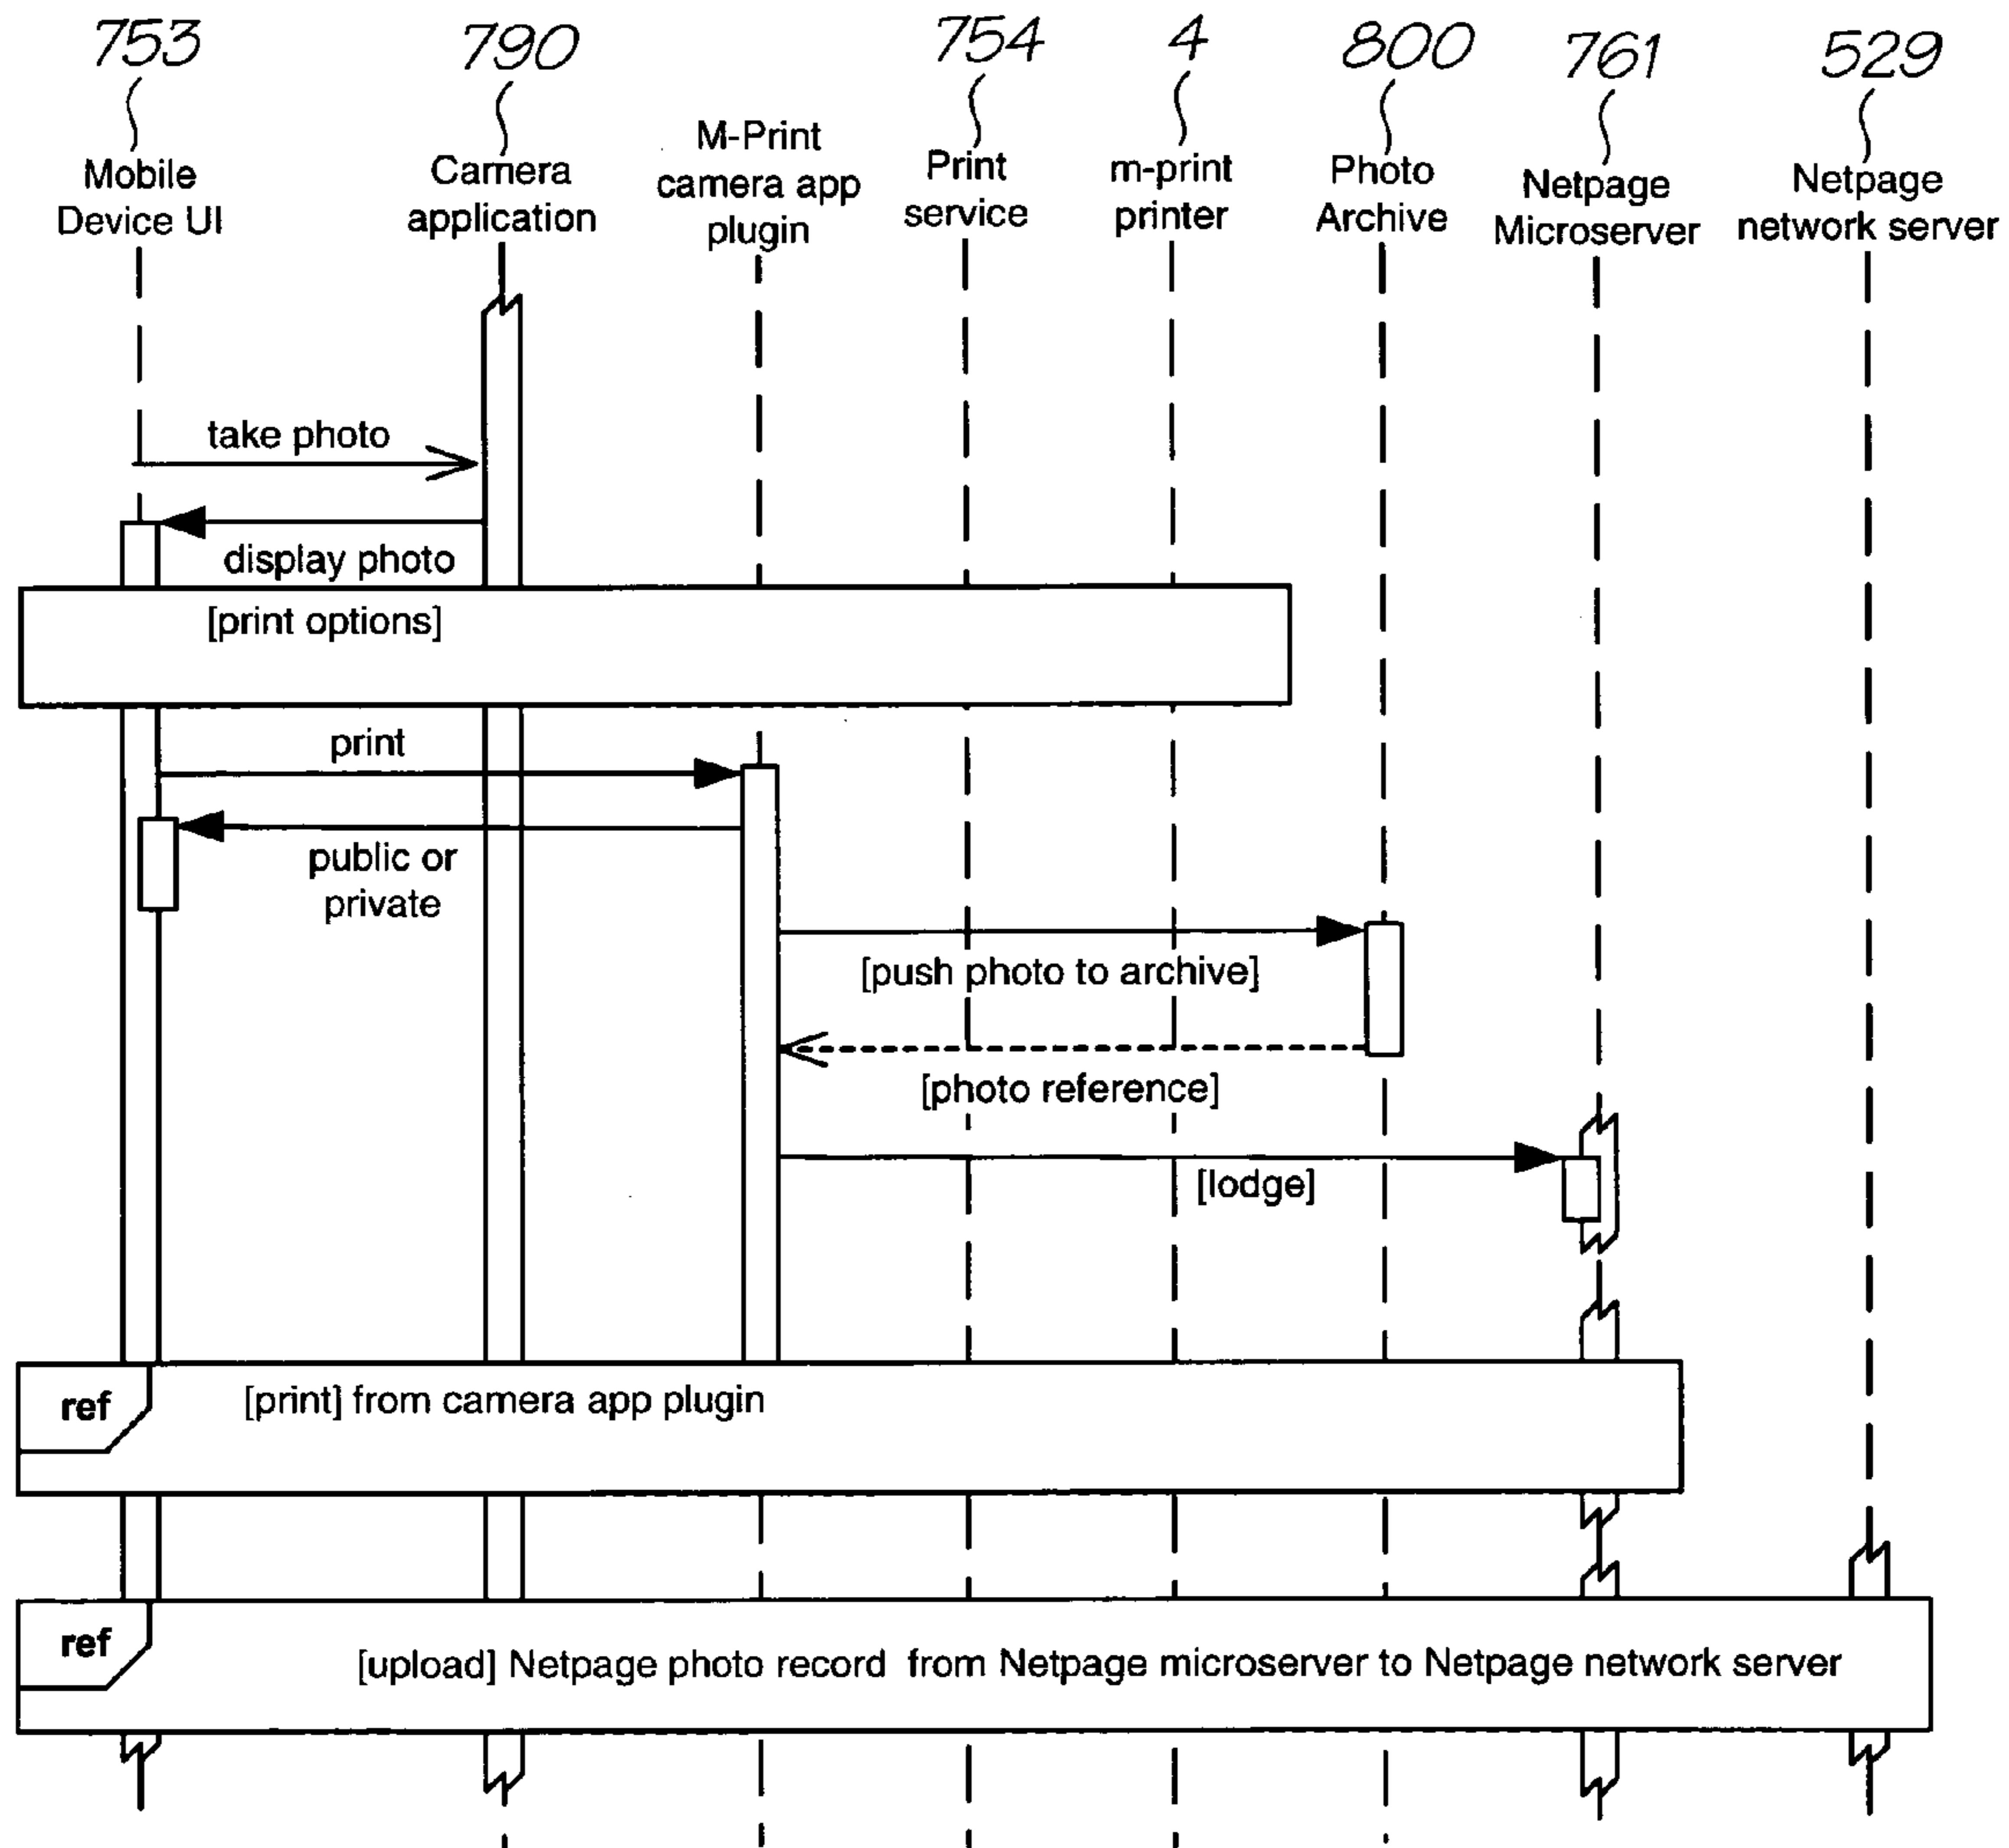 753
790
754
4
800
761
529
Mobile
Device UI
Camera
application
M-Print
camera app
plugin
Print
service
m-print
printer
Photo
Archive
Netpage
Microserver
Netpage
network server
take photo
display photo
[print options]
print
public or
private
[push photo to archive]
[photo reference]
[lodge]
ref
[print] from camera app plugin
ref
[upload] Netpage photo record from Netpage microserver to Netpage network server